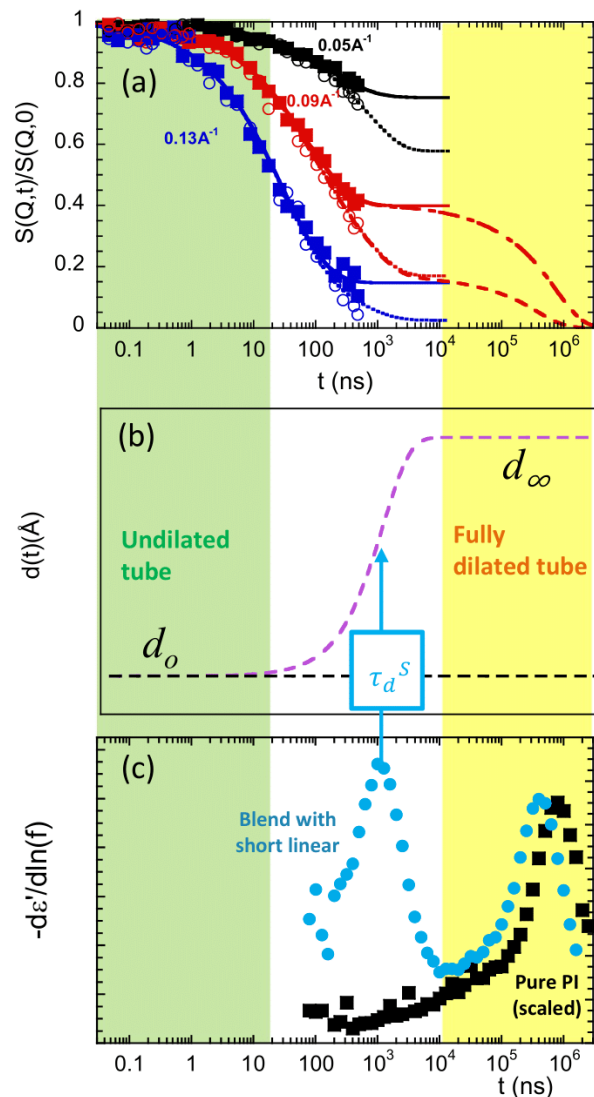 1
0.8
0.6
0.4
0.2
0
S(Q,t)/S(Q,0)
(a)
0.05A⁻¹
0.09A⁻¹
0.13A⁻¹
0.1 1 10 100 10³ 10⁴ 10⁵ 10⁶
t (ns)
(b)
d(t)(Å)
d∞
Undilated
tube
Fully
dilated tube
dₒ
τ_d^S
(c)
-dε'/dln(f)
Blend with
short linear
Pure PI
(scaled)
0.1 1 10 100 10³ 10⁴ 10⁵ 10⁶
t (ns)